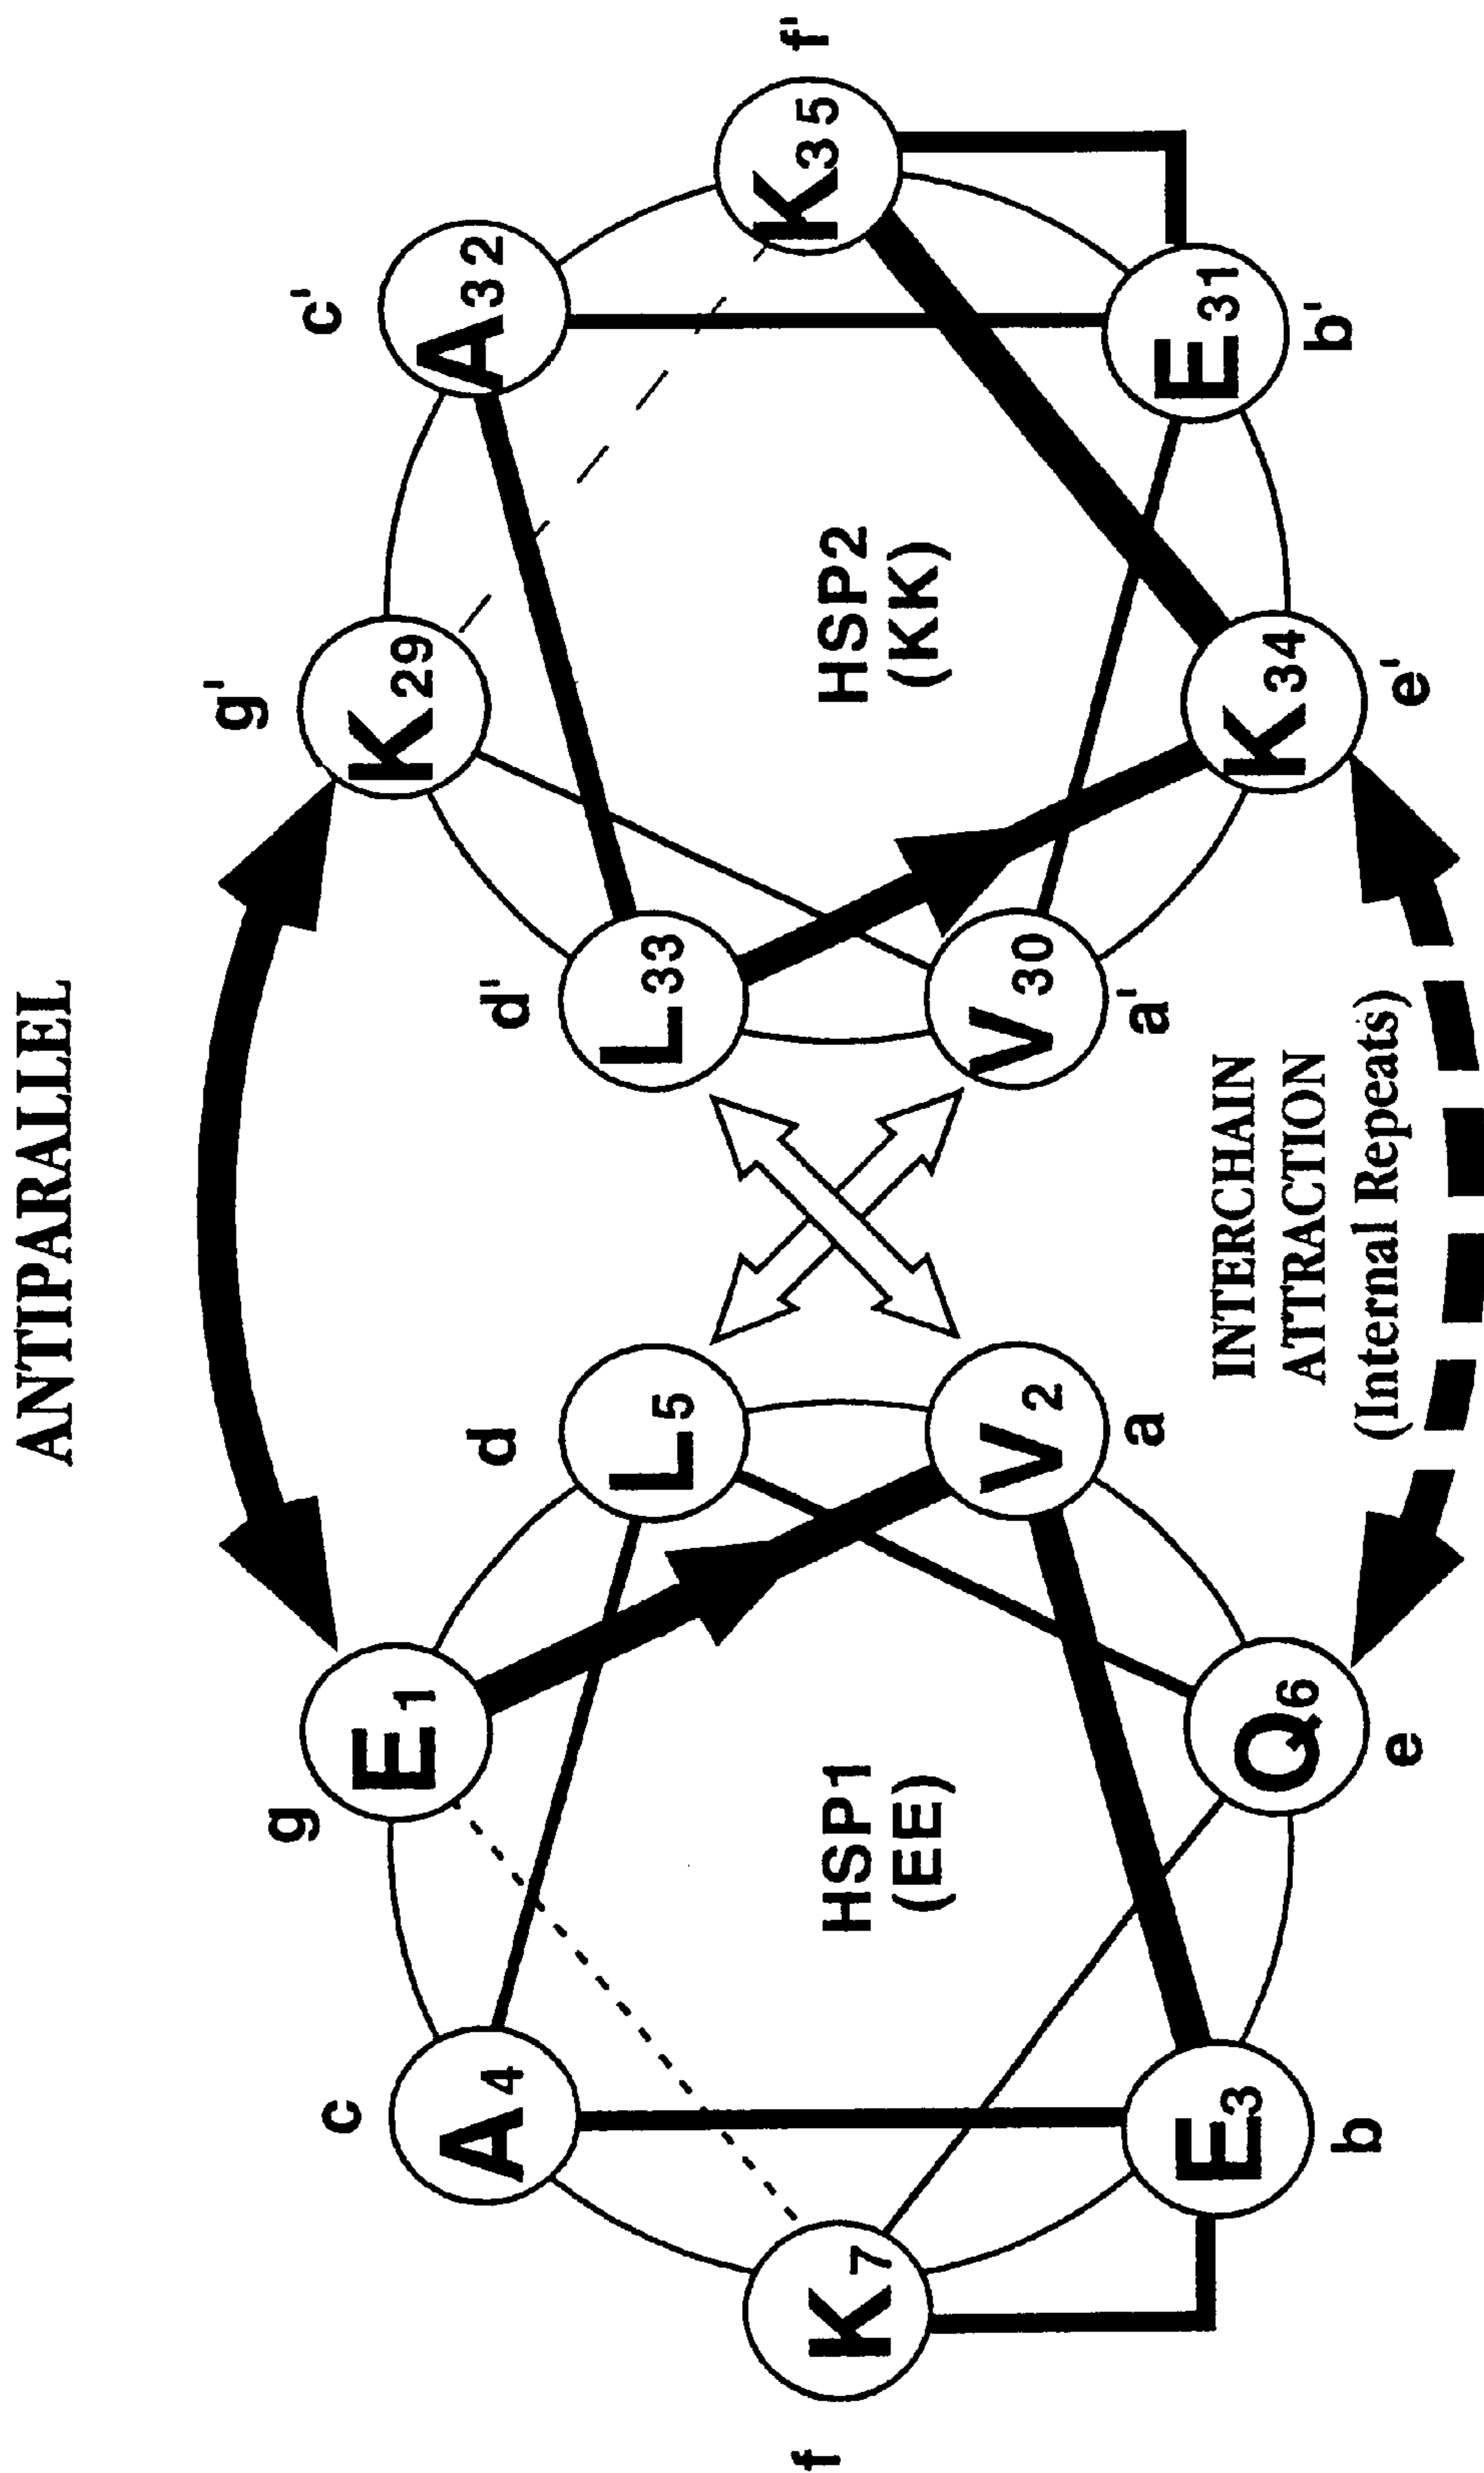 ANTIPARALLEL
g
g'
c
E1
K29
c'
A4
d
d'
A32
L5
L33
f
K7
HSP1
(EE)
HSP2
(KK)
K35
f'
V2
V30
a
a'
E3
E31
b
b'
Q6
K34
e
e'
INTERCHAIN
ATTRACTION
(Internal Repeats)